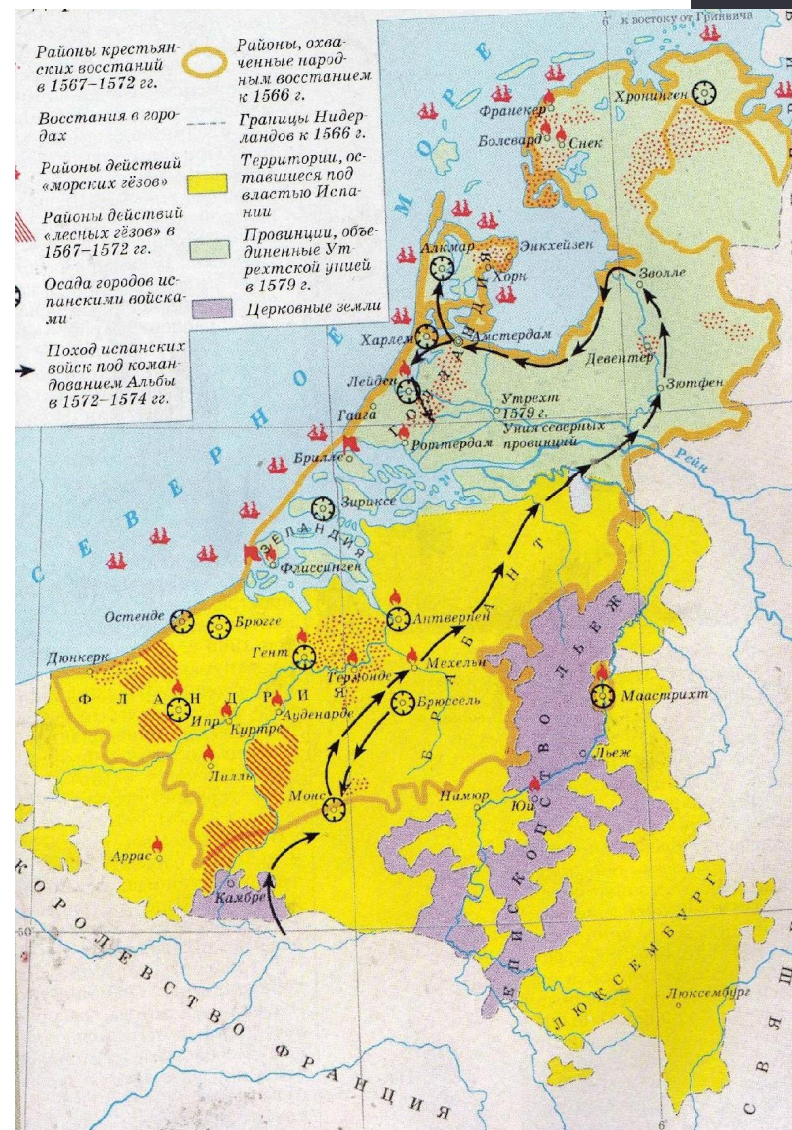 6° к востоку от Гринвича
Районы крестьян-
ских восстаний
в 1567–1572 гг.
Восстания в горо-
дах
Районы действий
«морских гёзов»
Районы действий
«лесных гёзов» в
1567–1572 гг.
Осада городов ис-
панскими войска-
ми
Поход испанских
войск под коман-
дованием Альбы
в 1572–1574 гг.
Районы, охва-
ченные народ-
ным восстанием
к 1566 г.
Границы Нидер-
ландов к 1566 г.
Территории, ос-
тавшиеся под
властью Испа-
нии
Провинции, объе-
диненные Ут-
рехтской унией
в 1579 г.
Церковные земли
СЕВЕРНОЕ МОРЕ
Франекер
Хронинген
Болсвард
Снек
Алкмар
Энкхейзен
Хорн
Зволле
Харлем
Амстердам
ГОЛЛАНДИЯ
Девентер
Лейден
Зютфен
Гаага
Утрехт
1579 г.
Уния северных
провинций
Роттердам
Брилле
Рейн
Зириксе
ЗЕЛАНДИЯ
Флиссинген
Остенде
Брюгге
Антверпен
БРАБАНТ
Дюнкерк
Гент
Мехельн
Термонде
ФЛАНДРИЯ
Маастрихт
Ипр
Куртре
Ауденарде
Брюссель
Лилль
Льеж
Монс
Намюр
Юи
Аррас
Камбре
ЕПИСКОПСТВО ЛЬЕЖ
50°
КОРОЛЕВСТВО ФРАНЦИЯ
ЛЮКСЕМБУРГ
Люксембург
СВЯЩ
6°